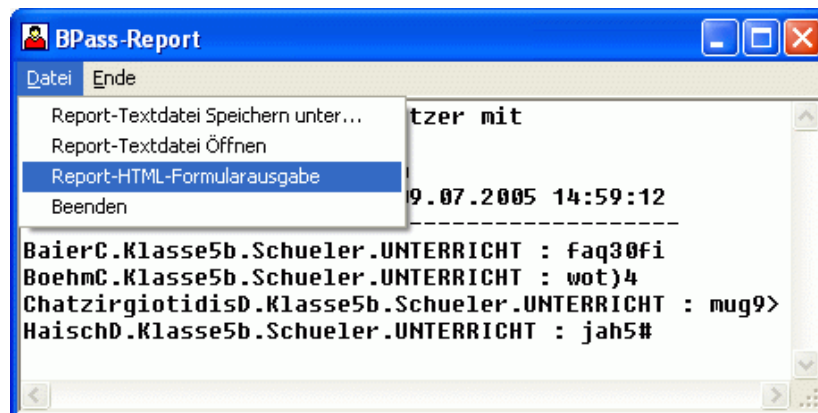 BPass-Report
Datei Ende
Report-Textdatei Speichern unter...
Report-Textdatei Öffnen
Report-HTML-Formularausgabe
Beenden
tzer mit
9.07.2005 14:59:12
BaierC.Klasse5b.Schueler.UNTERRICHT : faq30fi
BoehmC.Klasse5b.Schueler.UNTERRICHT : wot)4
ChatzirgiotidisD.Klasse5b.Schueler.UNTERRICHT : mug9>
HaischD.Klasse5b.Schueler.UNTERRICHT : jah5#